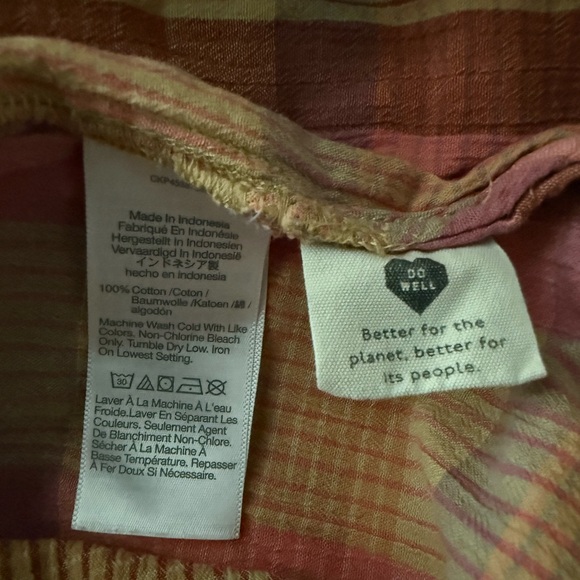 Made In Indonesia
Fabriqué En Indonésie
Hergestellt In Indonesien
Vervaardigd In Indonesie
インドネシア製
hecho en indonesia
100% Cotton /Coton /
Baumwolle /Katoen /綿 /
algodón
Machine Wash Cold With Like
Colors. Non-Chlorine Bleach
Only. Tumble Dry Low. Iron
On Lowest Setting.
30
Laver À La Machine À L'eau
Froide.Laver En Séparant Les
Couleurs. Seulement Agent
De Blanchiment Non-Chlore.
Sécher À La Machine À
Basse Température. Repasser
À Fer Doux Si Nécessaire.
DO
WELL
Better for the
planet, better for
its people.